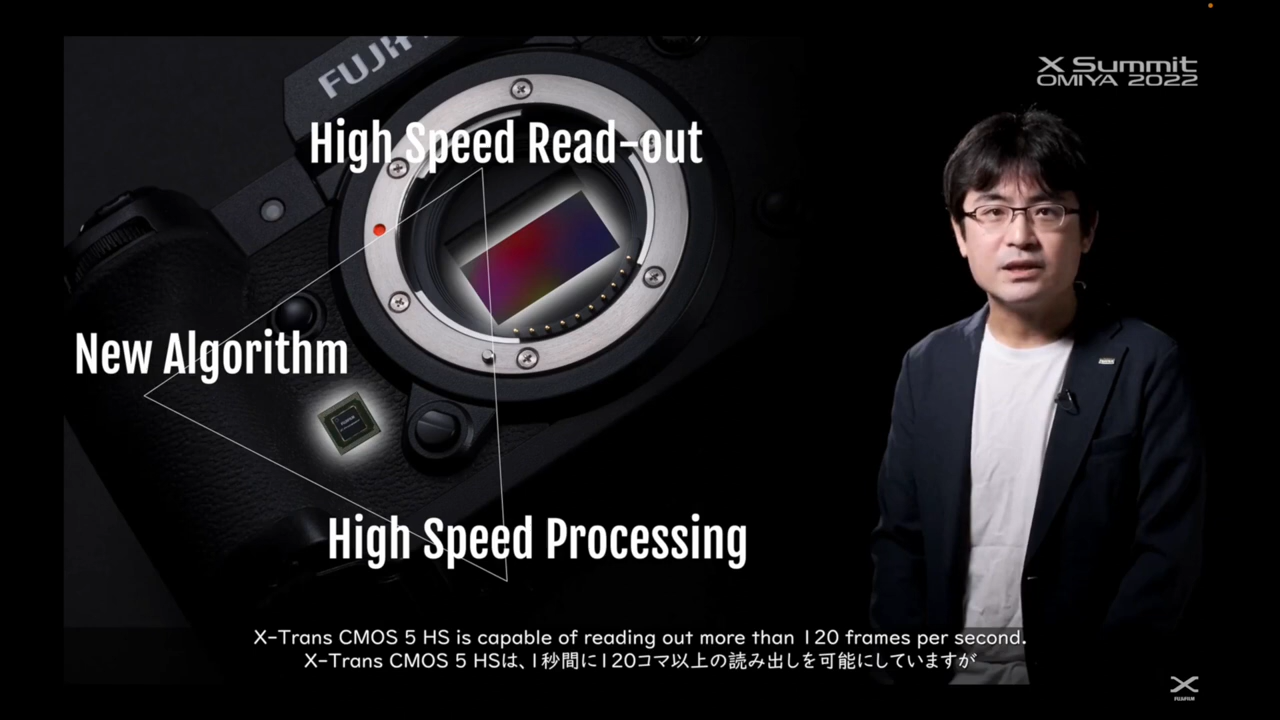 X Summit
OMIYA 2022
FUJIF
High Speed Read-out
New Algorithm
FUJIFILM
High Speed Processing
X-Trans CMOS 5 HS is capable of reading out more than 120 frames per second.
X-Trans CMOS 5 HSは、1秒間に120コマ以上の読み出しを可能にしていますが
FUJIFILM